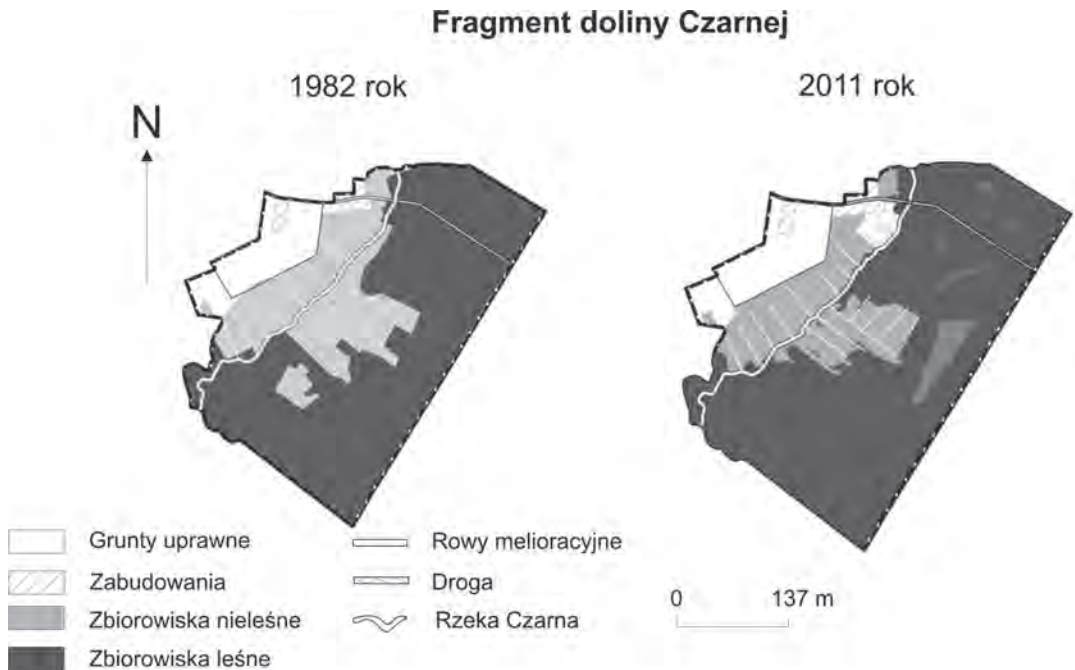 Fragment doliny Czarnej
1982 rok
2011 rok
N
Grunty uprawne
Zabudowania
Zbiorowiska nieleśne
Zbiorowiska leśne
Rowy melioracyjne
Droga
Rzeka Czarna
0 137 m